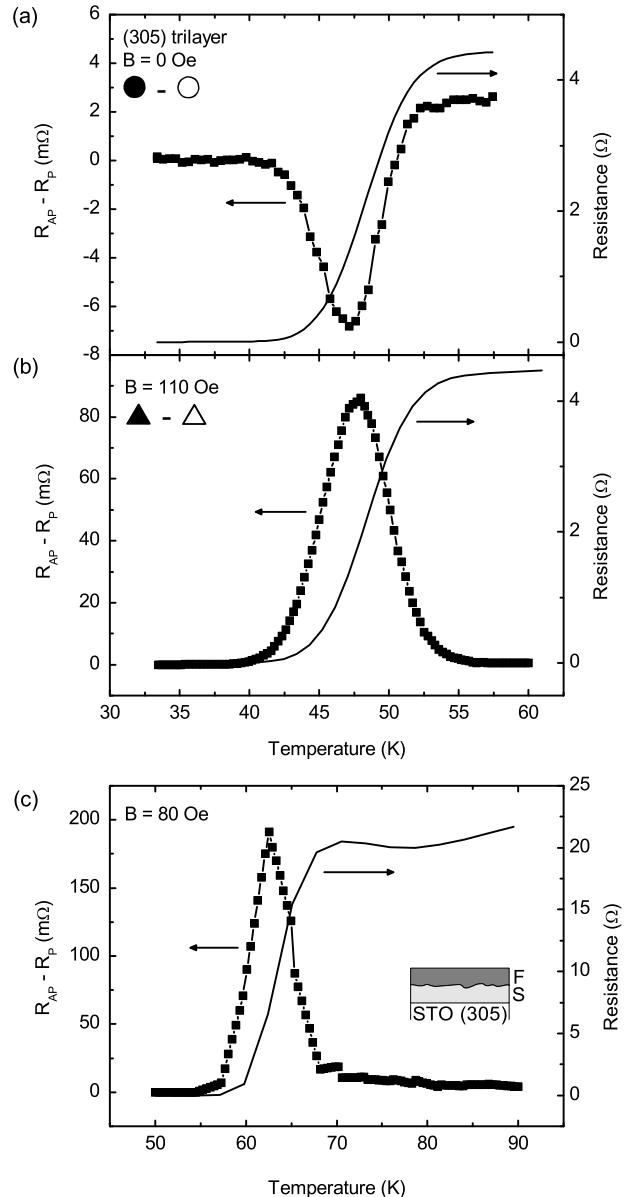 (a)
(305) trilayer
B = 0 Oe
-
6
4
2
0
-2
-4
-6
-8
R_AP - R_P (mΩ)
4
2
0
Resistance (Ω)
(b)
B = 110 Oe
-
80
60
40
20
0
R_AP - R_P (mΩ)
4
2
0
Resistance (Ω)
30 35 40 45 50 55 60
Temperature (K)
(c)
B = 80 Oe
200
150
100
50
0
R_AP - R_P (mΩ)
25
20
15
10
5
0
Resistance (Ω)
F
S
STO (305)
50 60 70 80 90
Temperature (K)